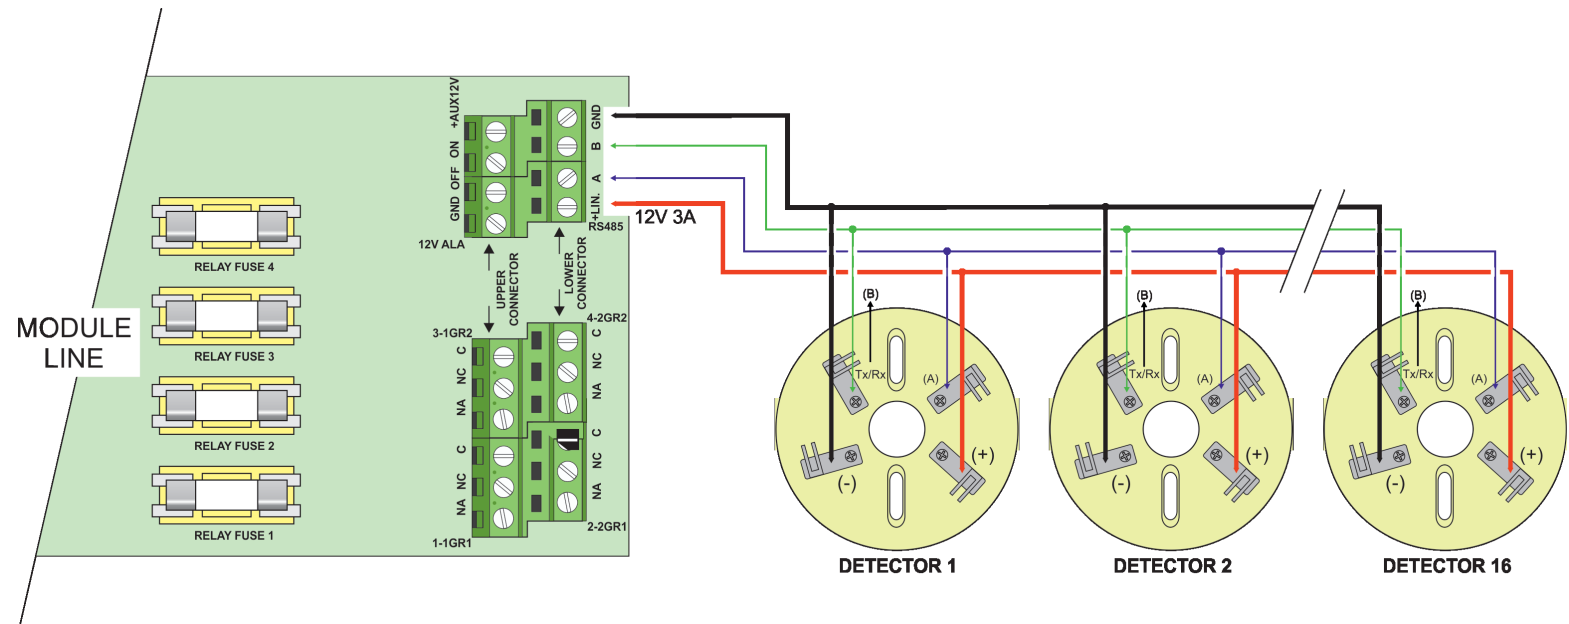 MODULE
LINE
RELAY FUSE 4
RELAY FUSE 3
RELAY FUSE 2
RELAY FUSE 1
+AUX12V
ON
OFF
GND
12V ALA
GND
B
A
+LIN.
RS485
12V 3A
UPPER
CONNECTOR
LOWER
CONNECTOR
3-1GR2
C
NC
NA
C
NC
NA
1-1GR1
4-2GR2
C
NC
NA
C
NC
NA
2-2GR1
(B)
Tx/Rx
(A)
(+)
(-)
DETECTOR 1
(B)
Tx/Rx
(A)
(+)
(-)
DETECTOR 2
(B)
Tx/Rx
(A)
(+)
(-)
DETECTOR 16